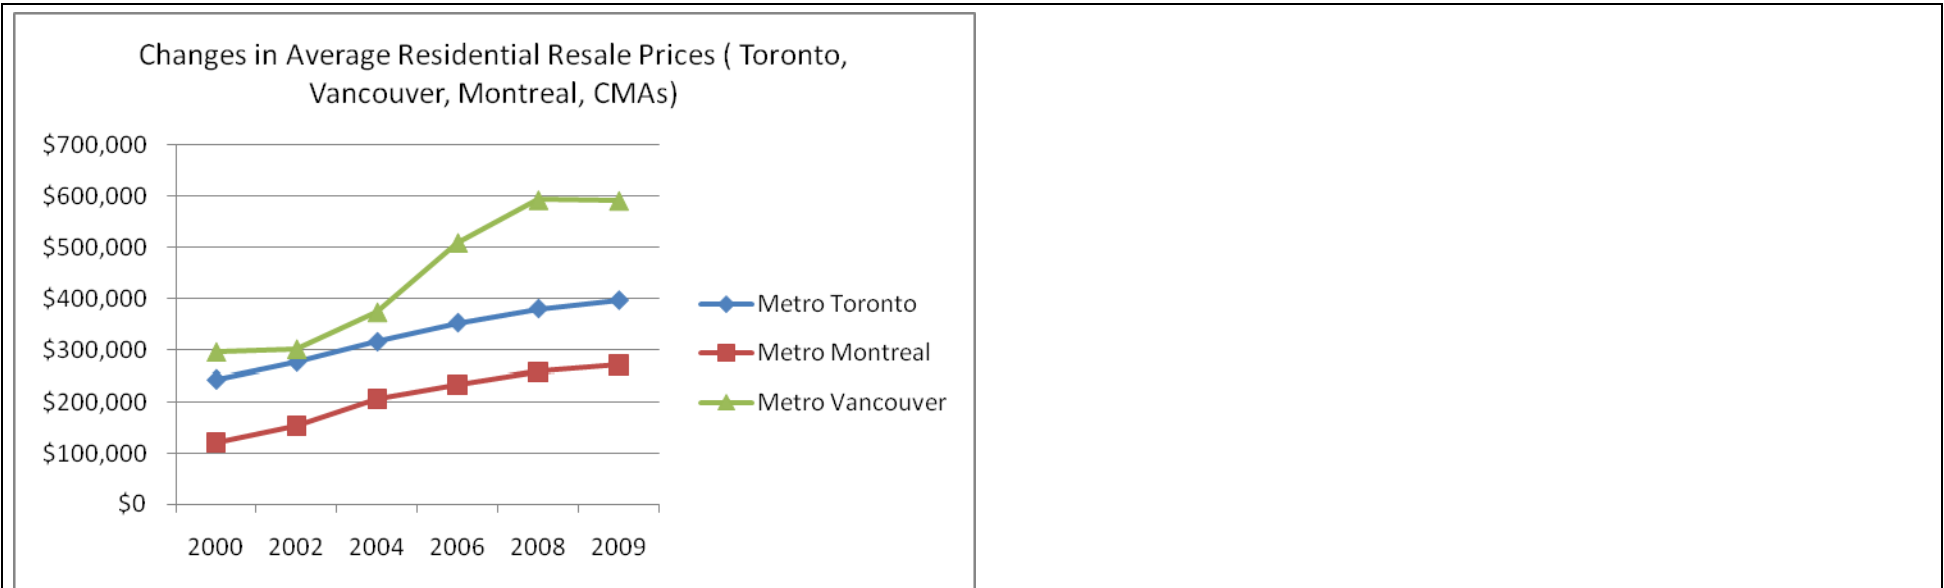 Changes in Average Residential Resale Prices ( Toronto,
Vancouver, Montreal, CMAs)
$700,000
$600,000
$500,000
$400,000
$300,000
$200,000
$100,000
$0
2000 2002 2004 2006 2008 2009
Metro Toronto
Metro Montreal
Metro Vancouver